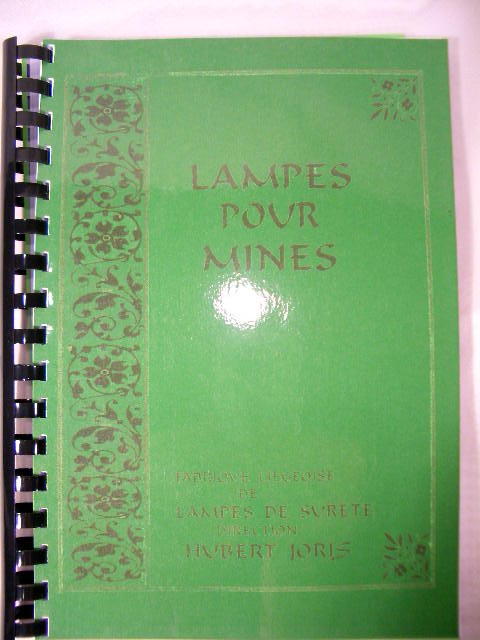 LAMPES
POUR
MINES
FABRIQUE LIEGEOISE
DE
LAMPES DE SURETE
DIRECTION
HUBERT JORIS